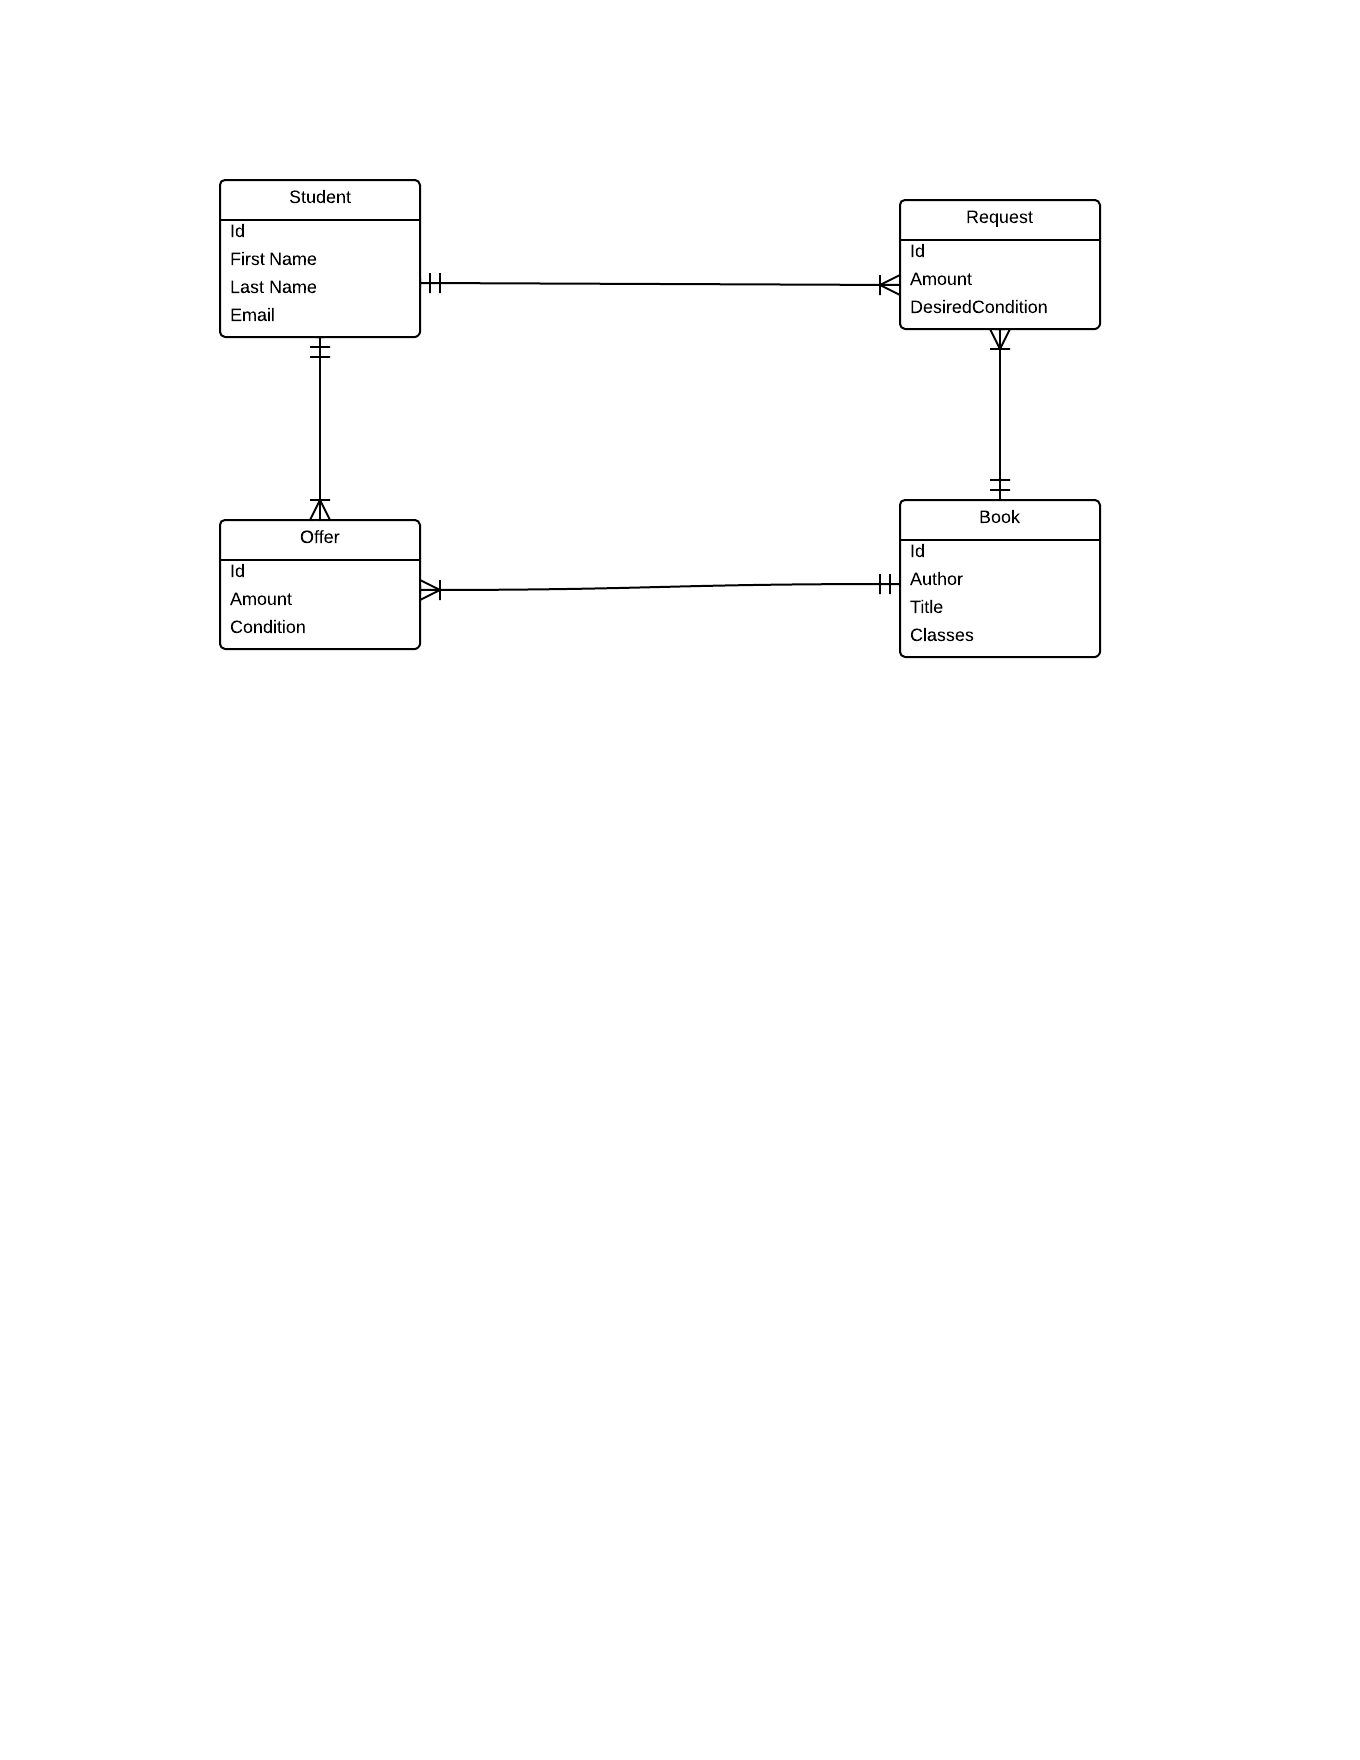 Student
Id
First Name
Last Name
Email
Request
Id
Amount
DesiredCondition
Offer
Id
Amount
Condition
Book
Id
Author
Title
Classes